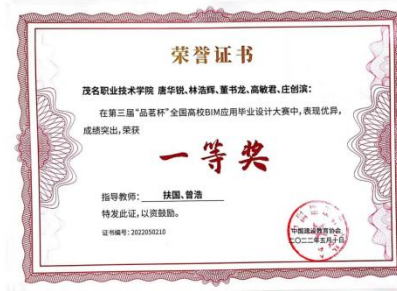 荣誉证书
茂名职业技术学院 唐华锐、林浩辉、董书龙、高敏君、庄创滨：
在第三届“品茗杯”全国高校BIM应用毕业设计大赛中，表现优异，
成绩突出，荣获
一等奖
指导教师： 扶国、曾浩
特发此证，以资鼓励。
证书编号：2022050210
中国建设教育协会
二〇二二年五月十日